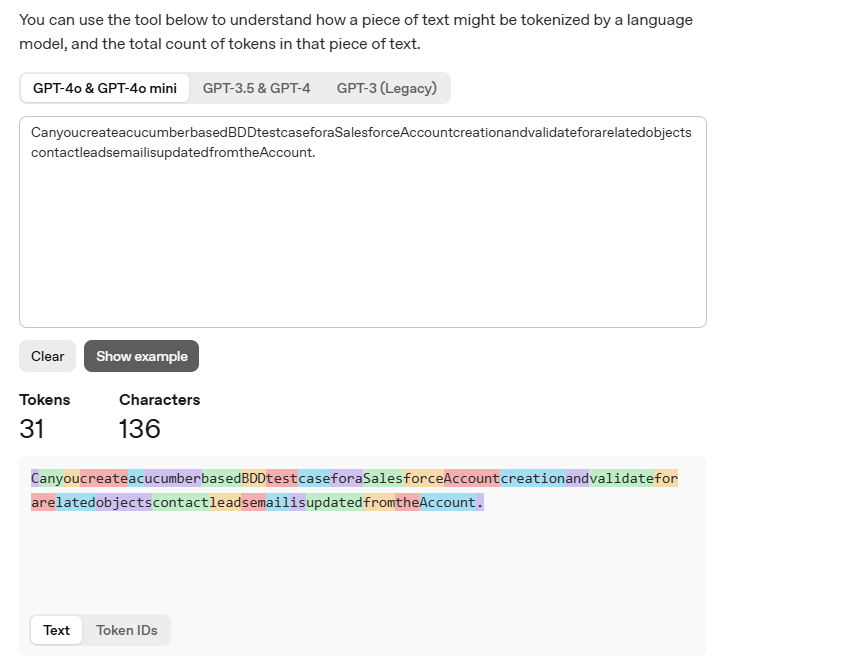 You can use the tool below to understand how a piece of text might be tokenized by a language
model, and the total count of tokens in that piece of text.
GPT-4o & GPT-4o mini GPT-3.5 & GPT-4 GPT-3 (Legacy)
CanyoucreateacucumberbasedBDDtestcaseforaSalesforceAccountcreationandvalidateforarelatedobjects
contactleadsemailisupdatedfromtheAccount.
Clear Show example
Tokens Characters
31 136
CanyoucreateacucumberbasedBDDtestcaseforaSalesforceAccountcreationandvalidatefor
arelatedobjectscontactleadsemailisupdatedfromtheAccount.
Text Token IDs